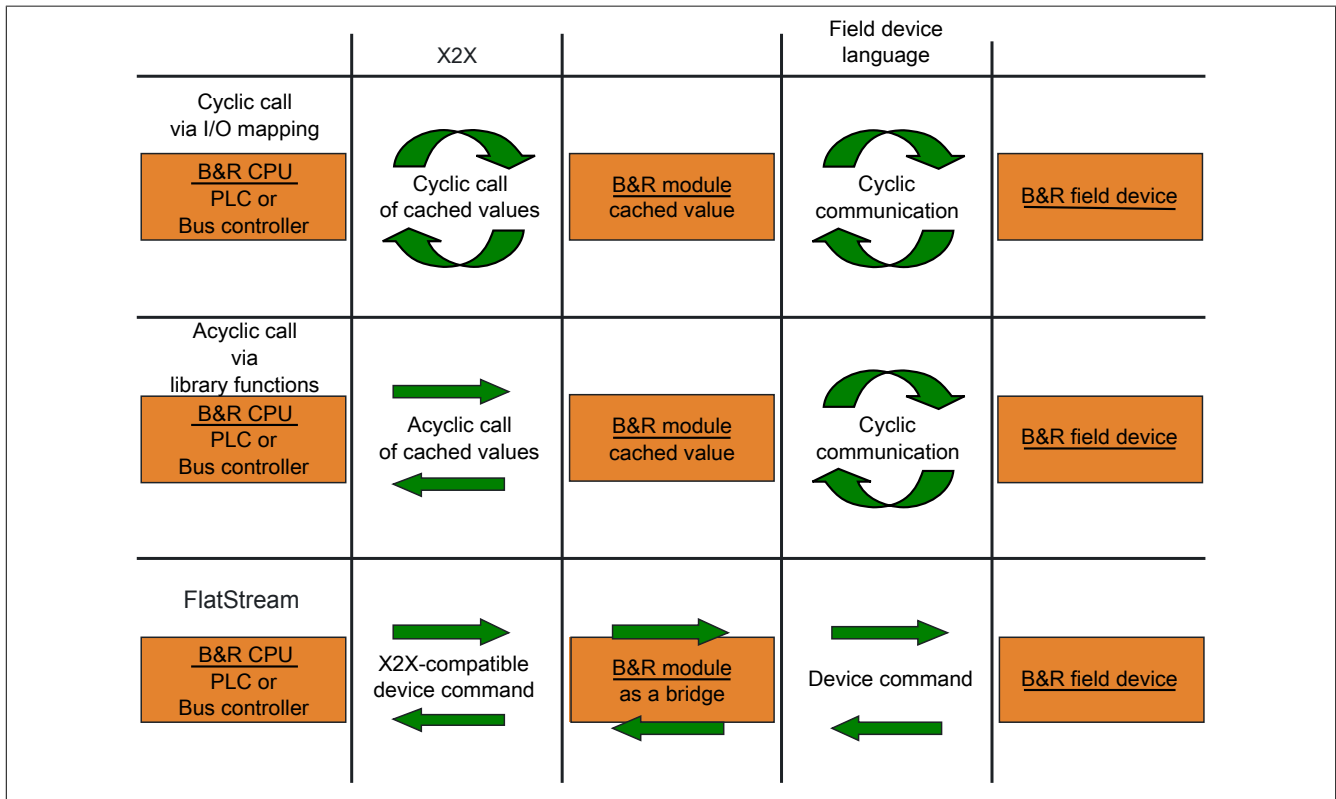 X2X
Field device
language
Cyclic call
via I/O mapping
B&R CPU
PLC or
Bus controller
Cyclic call
of cached values
B&R module
cached value
Cyclic
communication
B&R field device
Acyclic call
via
library functions
B&R CPU
PLC or
Bus controller
Acyclic call
of cached values
B&R module
cached value
Cyclic
communication
B&R field device
FlatStream
B&R CPU
PLC or
Bus controller
X2X-compatible
device command
B&R module
as a bridge
Device command
B&R field device